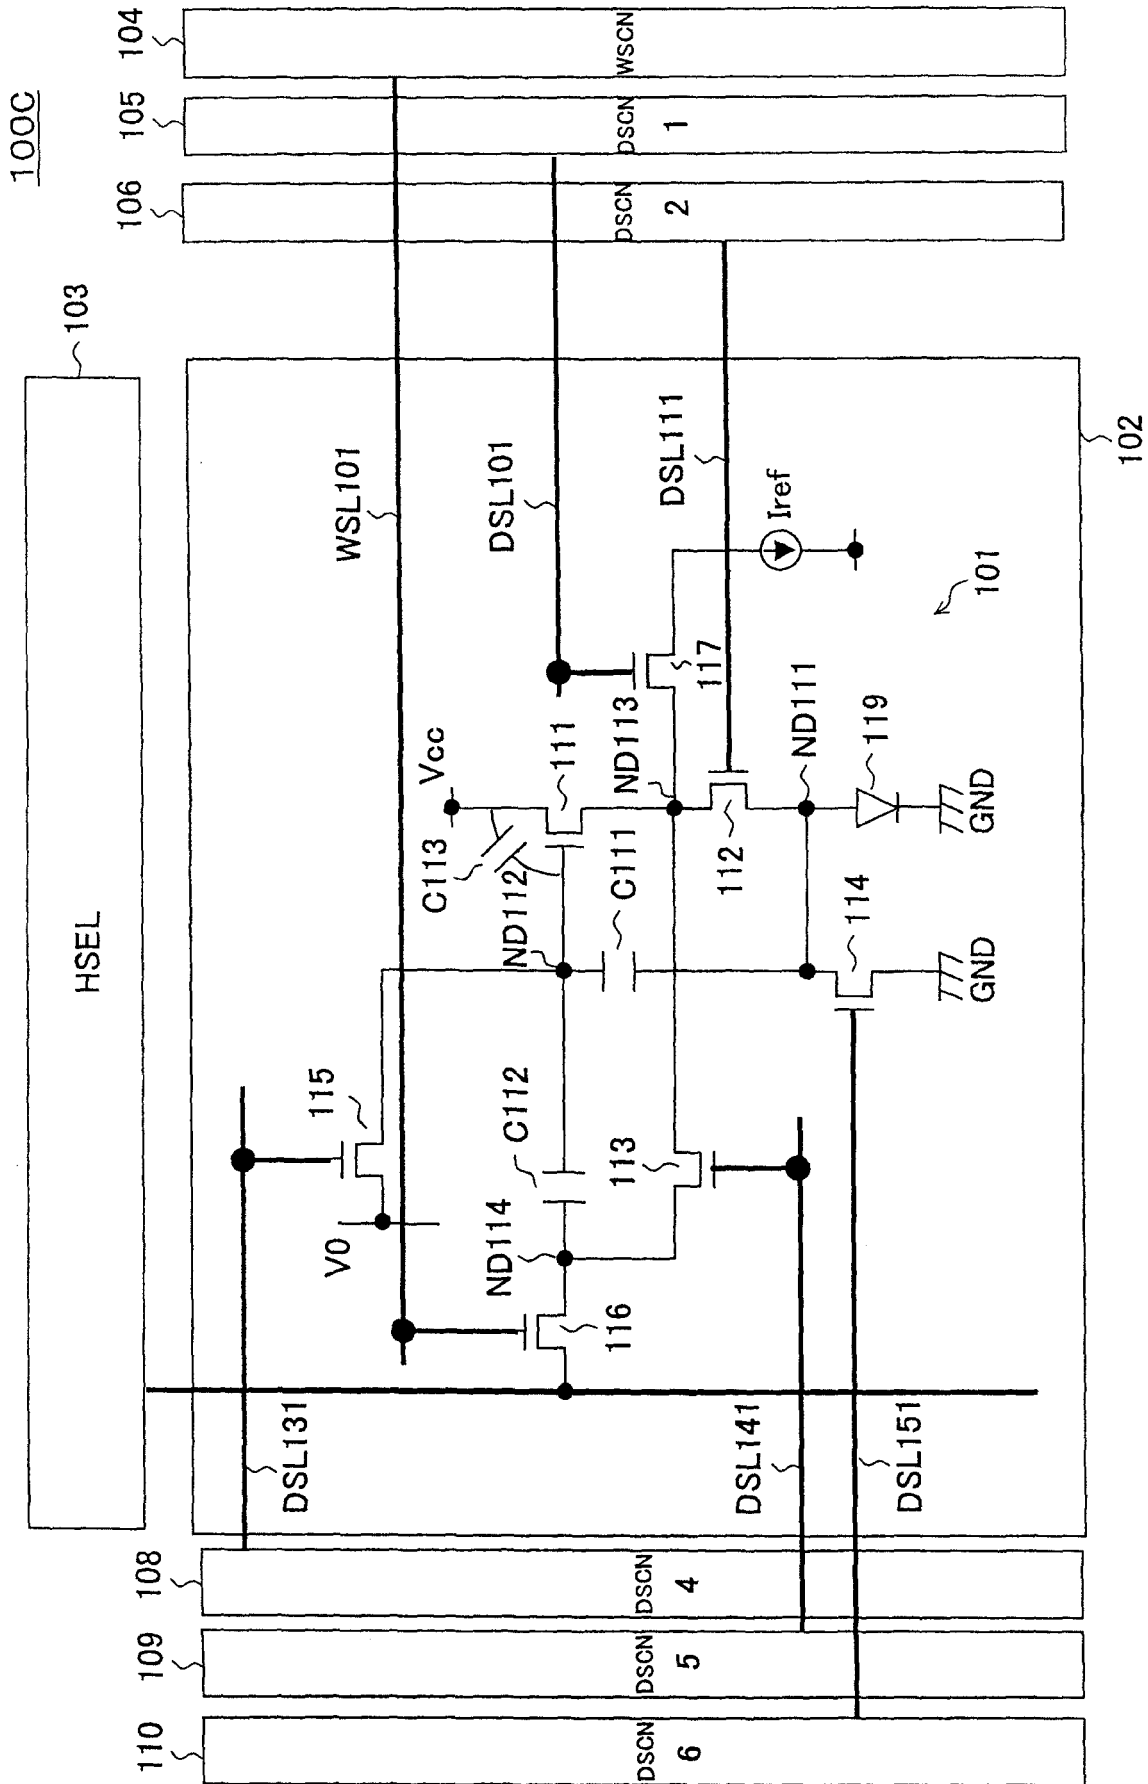 100C
103
HSEL
104
WSCN
105
DSCN
1
106
DSCN
2
108
DSCN
4
109
DSCN
5
110
DSCN
6
102
101
DSL131
115
V0
WSL101
DSL101
DSL111
Vcc
C113
111
ND112
C111
ND113
117
Iref
C112
ND114
116
113
112
ND111
119
GND
114
GND
DSL141
DSL151